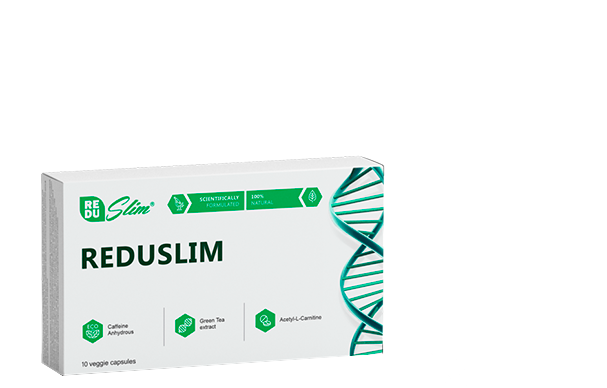 RE
DU
Slim®
SCIENTIFICALLY
FORMULATED
100%
NATURAL
REDUSLIM
ECO
Caffeine
Anhydrous
Green Tea
extract
Acetyl-L-Carnitine
10 veggie capsules